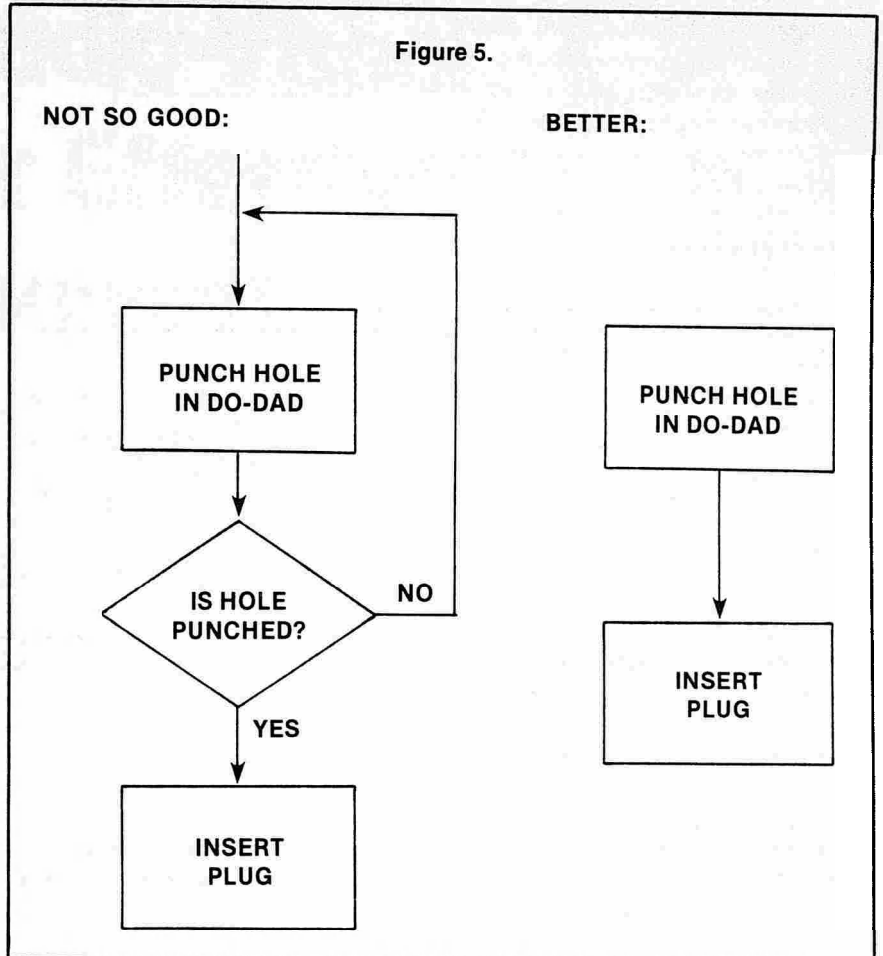 Figure 5.
NOT SO GOOD:
PUNCH HOLE
IN DO-DAD
IS HOLE
PUNCHED?
NO
YES
INSERT
PLUG
BETTER:
PUNCH HOLE
IN DO-DAD
INSERT
PLUG